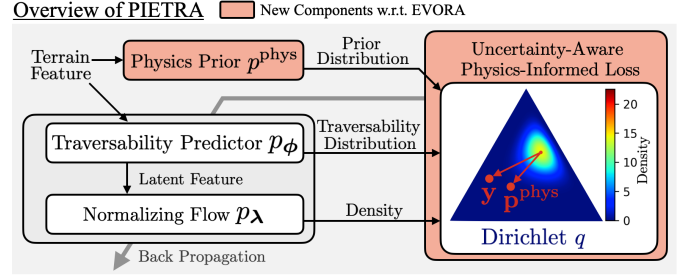 Overview of PIETRA
New Components w.r.t. EVORA
Terrain
Feature
Physics Prior p^phys
Prior
Distribution
Uncertainty-Aware
Physics-Informed Loss
Traversability Predictor p_ϕ
Traversability
Distribution
Latent Feature
Normalizing Flow p_λ
Density
Back Propagation
y
p^phys
Dirichlet q
20
15
10
5
0
Density